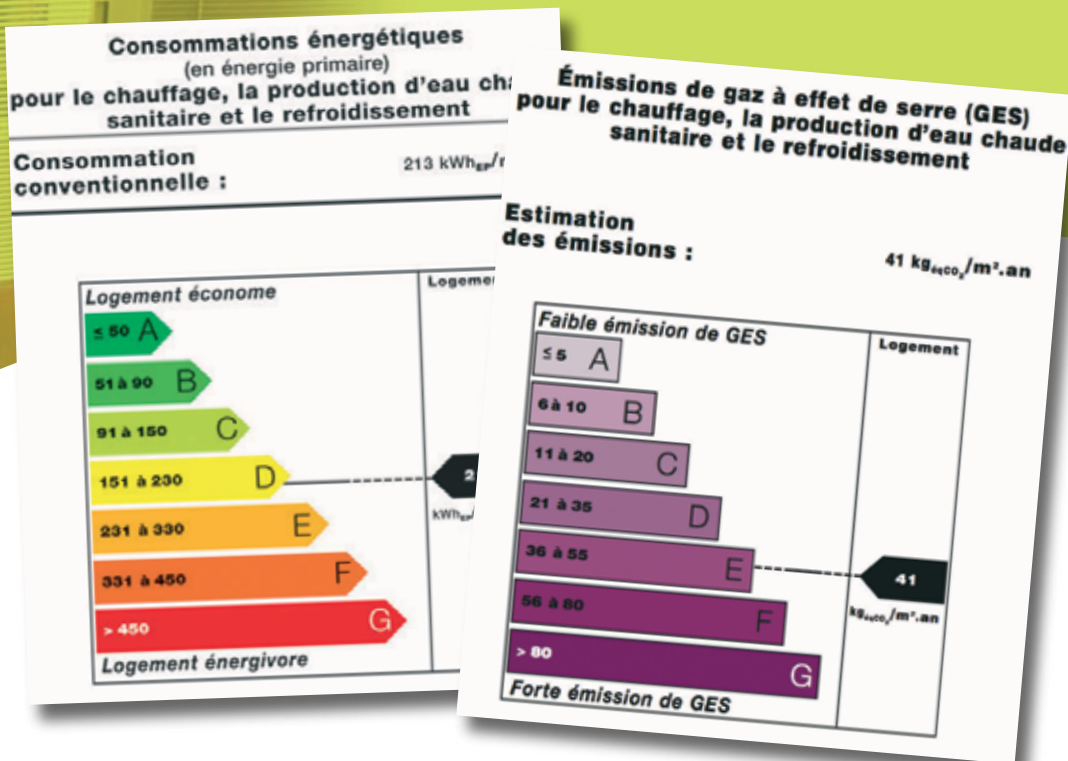 Consommations énergétiques
(en énergie primaire)
pour le chauffage, la production d'eau
sanitaire et le refroidissement
Consommation
conventionnelle :
213 kWhEP
Logement économe
≤ 50 A
51 à 90 B
91 à 150 C
151 à 230 D
231 à 330 E
331 à 450 F
> 450 G
Logement énergivore
kWhEP/
Émissions de gaz à effet de serre (GES)
pour le chauffage, la production d'eau chaude
sanitaire et le refroidissement
Estimation
des émissions :
41 kgéqCO₂/m².an
Faible émission de GES
Logement
≤ 5 A
6 à 10 B
11 à 20 C
21 à 35 D
36 à 55 E
56 à 80 F
> 80 G
Forte émission de GES
41
kgéqCO₂/m².an